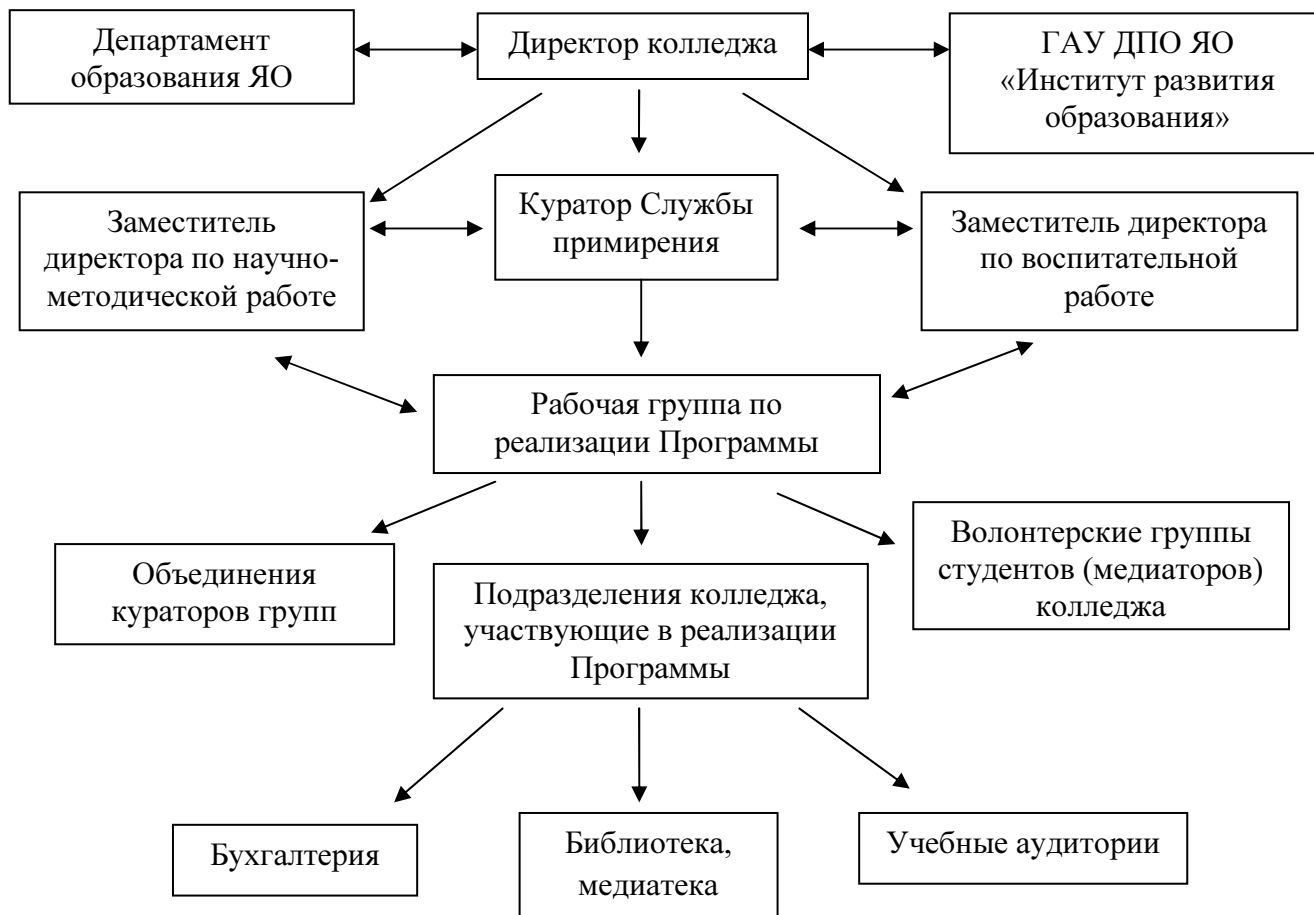 Департамент
образования ЯО
Директор колледжа
ГАУ ДПО ЯО
«Институт развития
образования»
Заместитель
директора по научно-
методической работе
Куратор Службы
примирения
Заместитель директора
по воспитательной
работе
Рабочая группа по
реализации Программы
Объединения
кураторов групп
Подразделения колледжа,
участвующие в реализации
Программы
Волонтерские группы
студентов (медиаторов)
колледжа
Бухгалтерия
Библиотека,
медиатека
Учебные аудитории